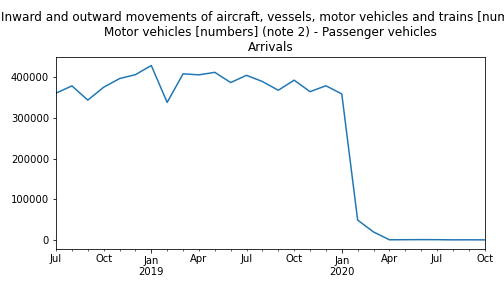 Inward and outward movements of aircraft, vessels, motor vehicles and trains [num
Motor vehicles [numbers] (note 2) - Passenger vehicles
Arrivals
400000
300000
200000
100000
0
Jul Oct Jan Apr Jul Oct Jan Apr Jul Oct
2019 2020